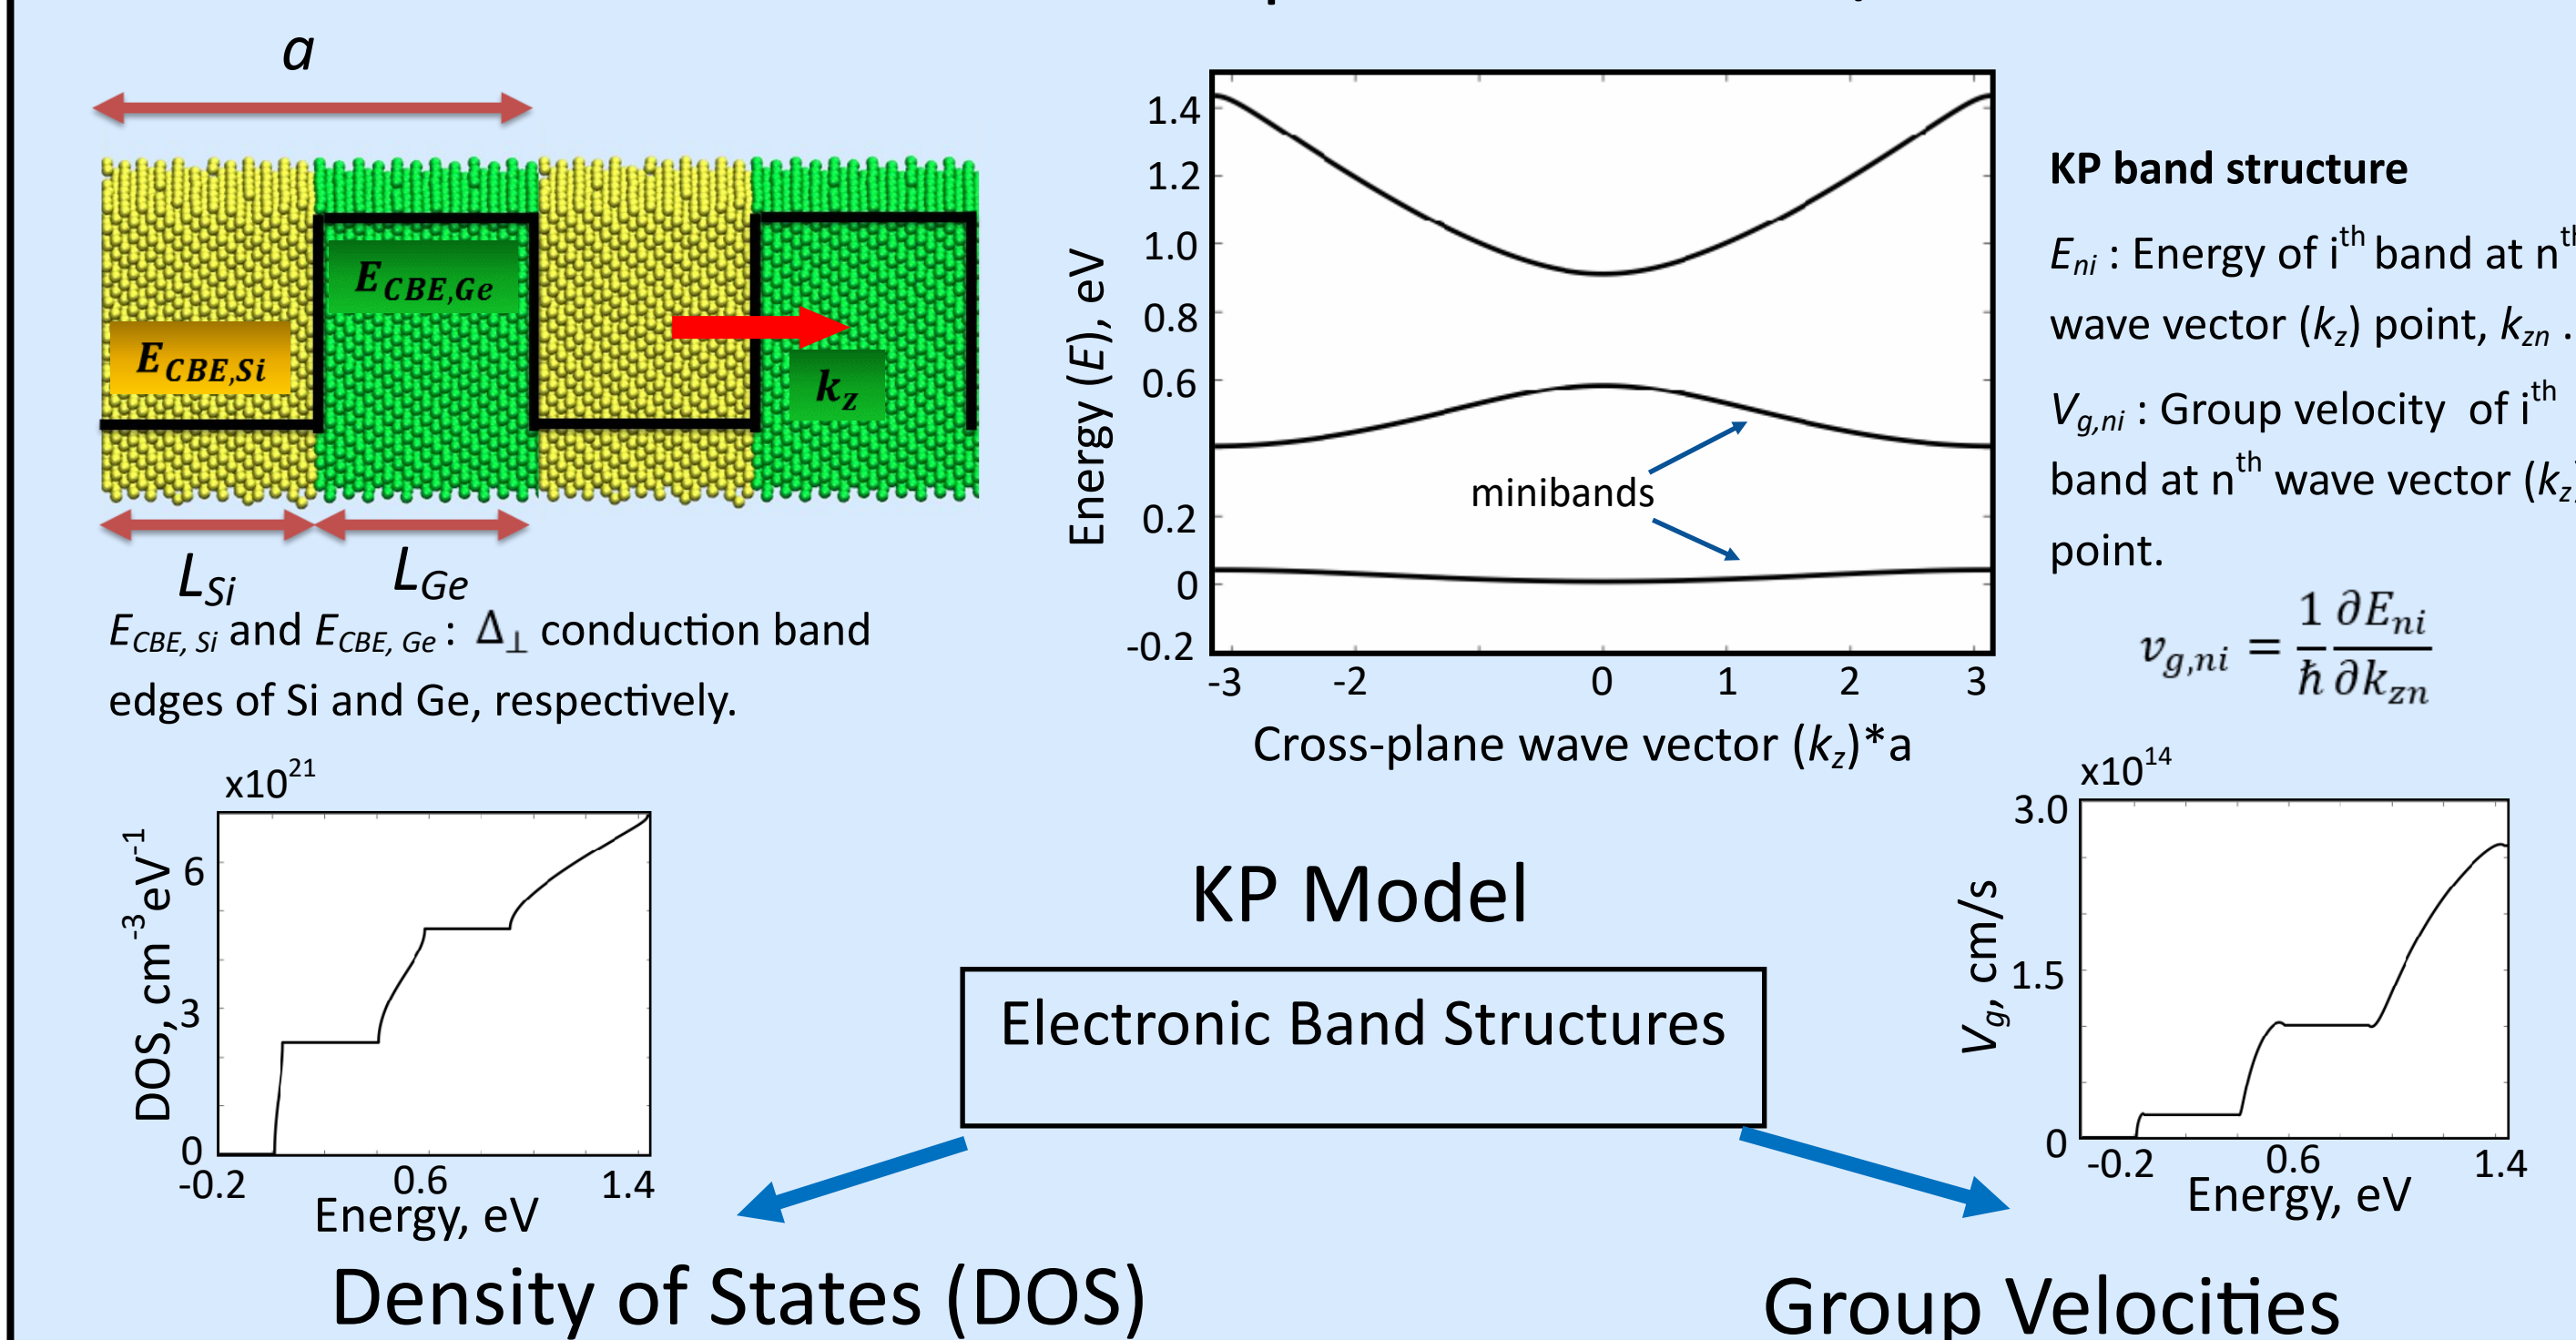 a
E_CBE,Ge
E_CBE,Si
k_z
L_Si
L_Ge
E_CBE, Si and E_CBE, Ge : Δ⊥ conduction band
edges of Si and Ge, respectively.
Energy (E), eV
1.4
1.2
1.0
0.8
0.6
0.2
0
-0.2
minibands
-3
-2
0
1
2
3
Cross-plane wave vector (k_z)*a
KP band structure
E_ni : Energy of i^th band at n^th
wave vector (k_z) point, k_zn .
V_g,ni : Group velocity of i^th
band at n^th wave vector (k_z)
point.
v_g,ni = 1/ħ ∂E_ni/∂k_zn
x10^21
DOS, cm^-3 eV^-1
6
3
0
-0.2
0.6
1.4
Energy, eV
KP Model
Electronic Band Structures
x10^14
V_g, cm/s
3.0
1.5
0
-0.2
0.6
1.4
Energy, eV
Density of States (DOS)
Group Velocities